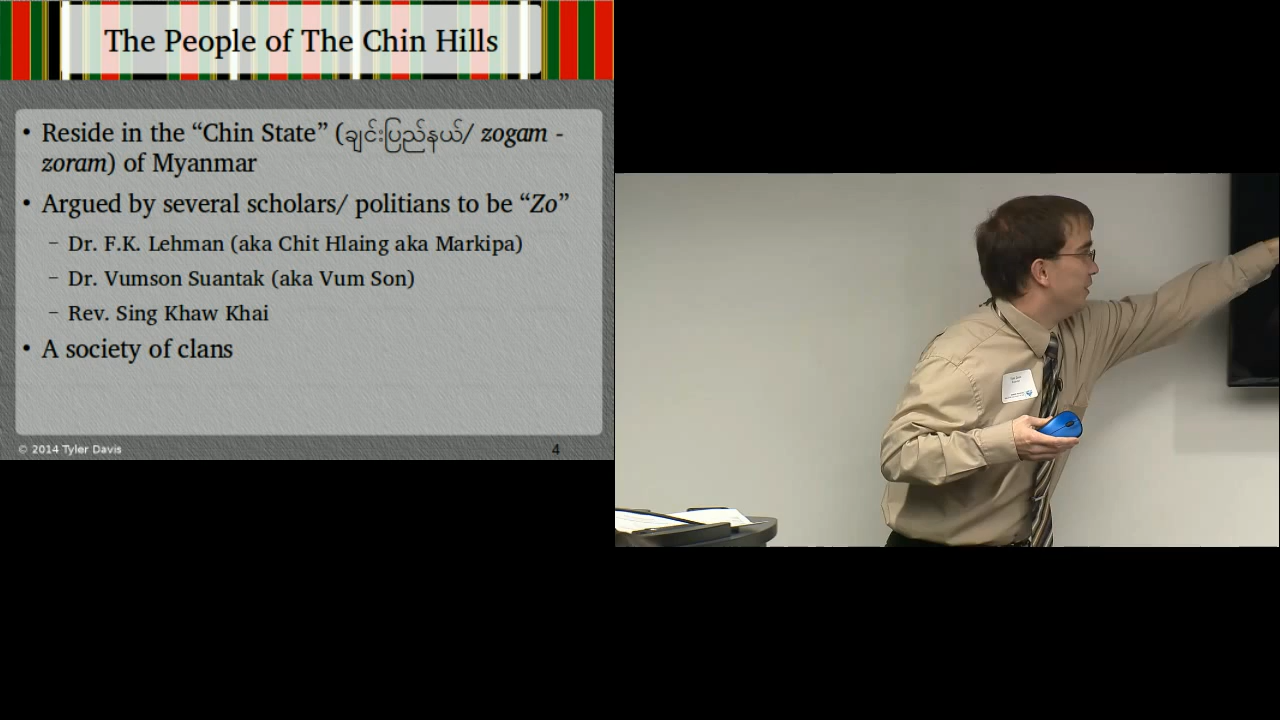 The People of The Chin Hills
• Reside in the “Chin State” (ချင်းပြည်နယ်/ zogam -
zoram) of Myanmar
• Argued by several scholars/ politians to be “Zo”
– Dr. F.K. Lehman (aka Chit Hlaing aka Markipa)
– Dr. Vumson Suantak (aka Vum Son)
– Rev. Sing Khaw Khai
• A society of clans
© 2014 Tyler Davis
4